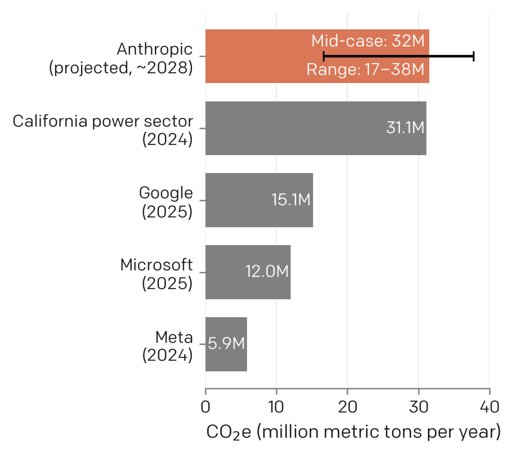 Anthropic
(projected, ~2028)
Mid-case: 32M
Range: 17–38M
California power sector
(2024)
31.1M
Google
(2025)
15.1M
Microsoft
(2025)
12.0M
Meta
(2024)
5.9M
0 10 20 30 40
CO₂e (million metric tons per year)